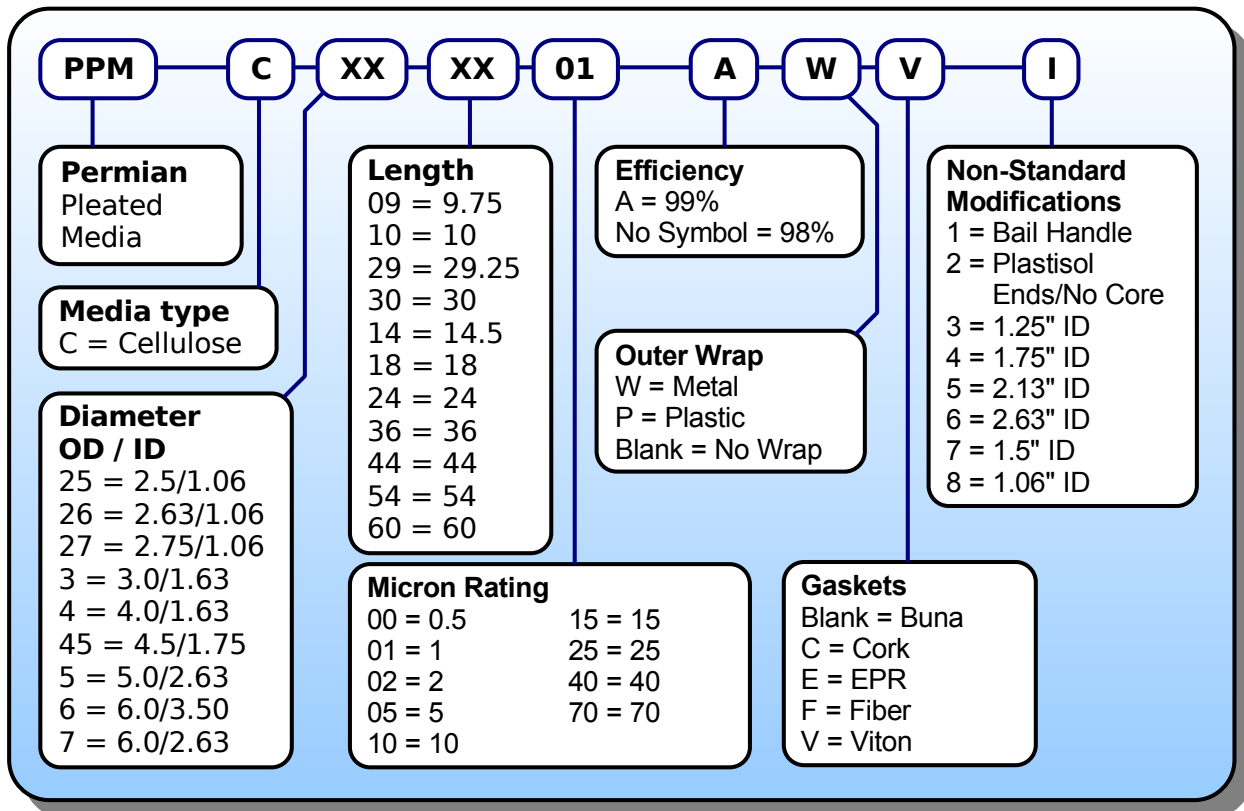 PPM C XX XX 01 A W V I
Permian
Pleated
Media
Media type
C = Cellulose
Diameter
OD / ID
25 = 2.5/1.06
26 = 2.63/1.06
27 = 2.75/1.06
3 = 3.0/1.63
4 = 4.0/1.63
45 = 4.5/1.75
5 = 5.0/2.63
6 = 6.0/3.50
7 = 6.0/2.63
Length
09 = 9.75
10 = 10
29 = 29.25
30 = 30
14 = 14.5
18 = 18
24 = 24
36 = 36
44 = 44
54 = 54
60 = 60
Micron Rating
00 = 0.5
01 = 1
02 = 2
05 = 5
10 = 10
15 = 15
25 = 25
40 = 40
70 = 70
Efficiency
A = 99%
No Symbol = 98%
Outer Wrap
W = Metal
P = Plastic
Blank = No Wrap
Gaskets
Blank = Buna
C = Cork
E = EPR
F = Fiber
V = Viton
Non-Standard
Modifications
1 = Bail Handle
2 = Plastisol
Ends/No Core
3 = 1.25" ID
4 = 1.75" ID
5 = 2.13" ID
6 = 2.63" ID
7 = 1.5" ID
8 = 1.06" ID